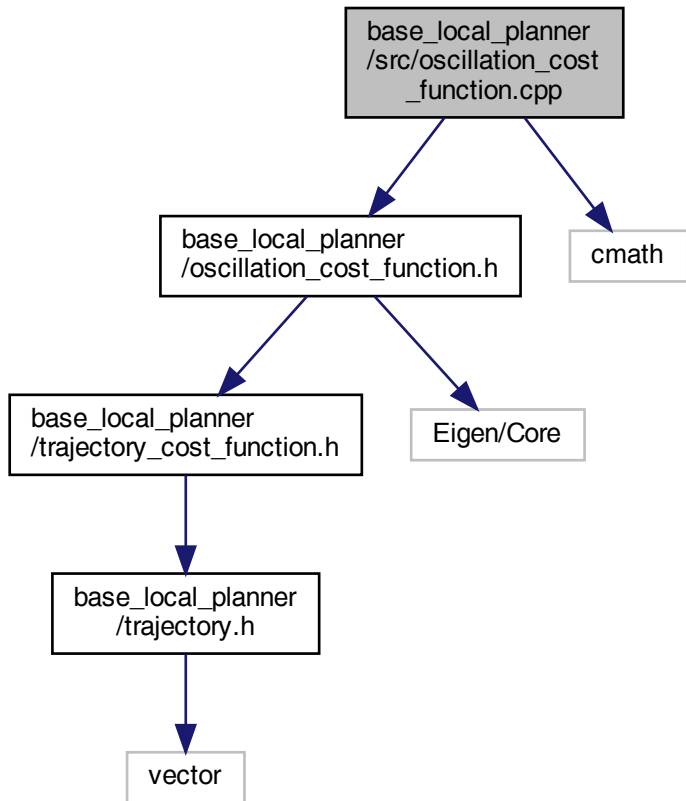 base_local_planner
/src/oscillation_cost
_function.cpp
base_local_planner
/oscillation_cost_function.h
cmath
base_local_planner
/trajectory_cost_function.h
Eigen/Core
base_local_planner
/trajectory.h
vector